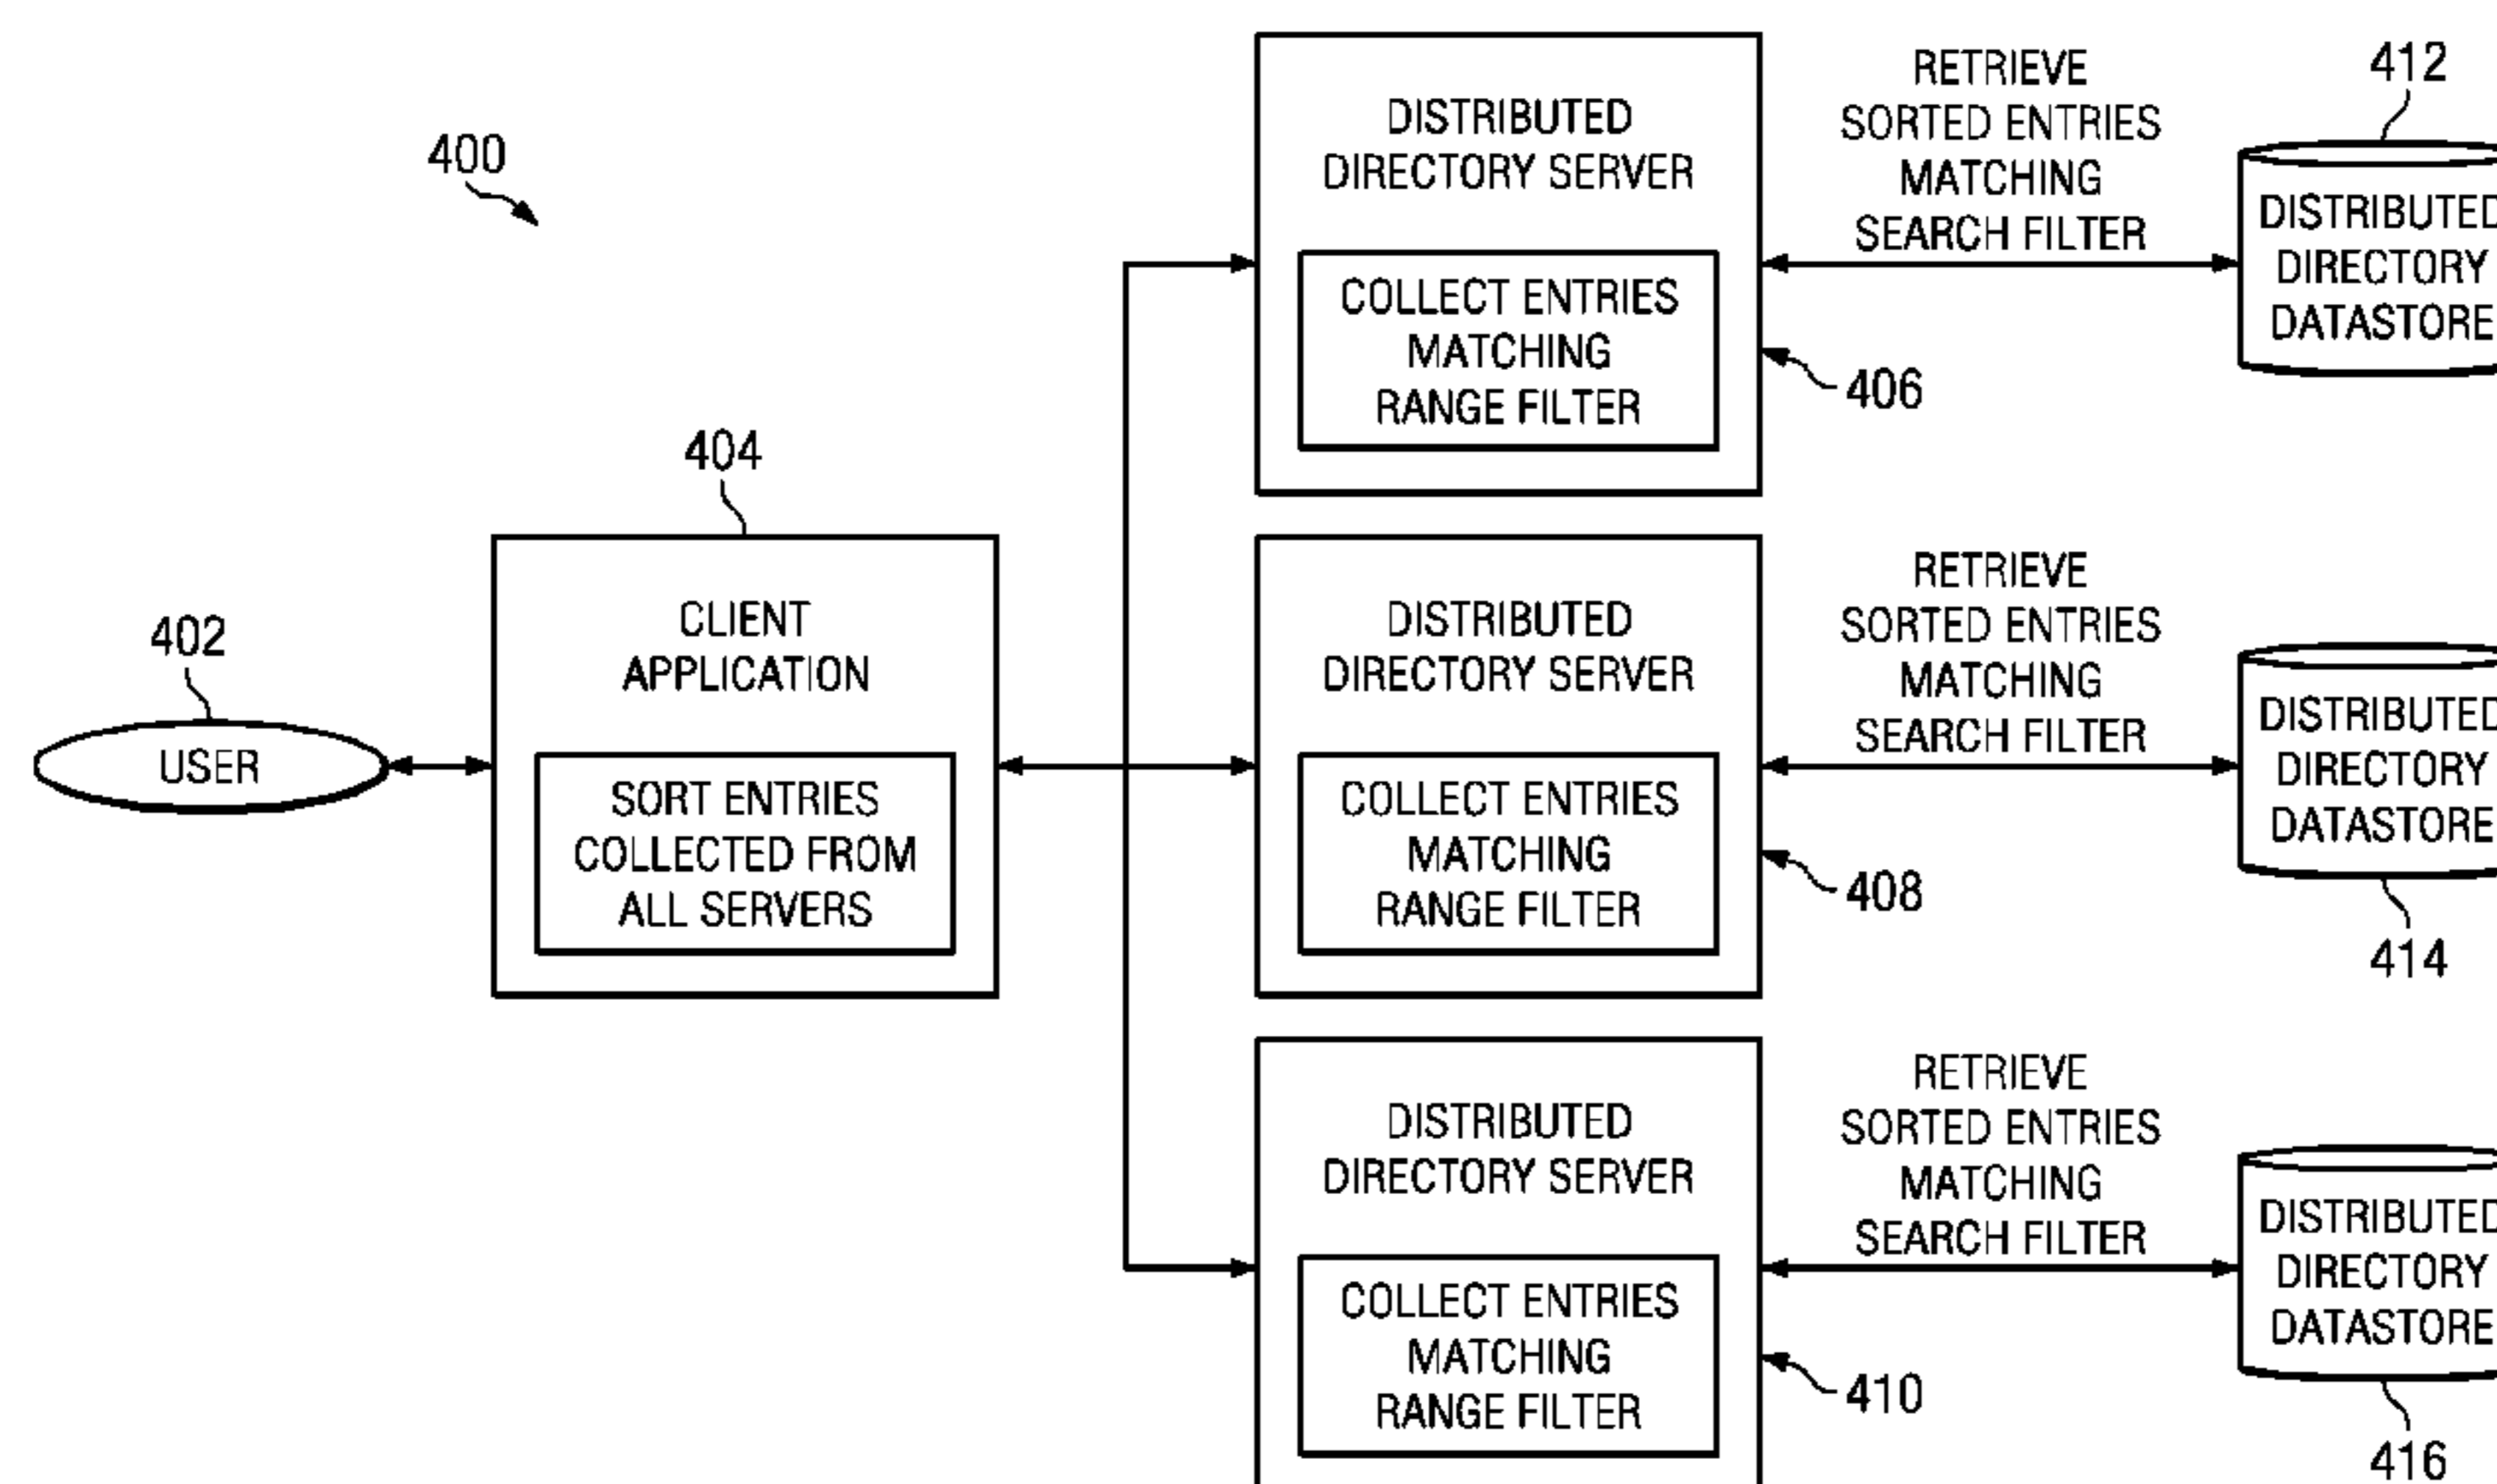 400
402
USER
404
CLIENT
APPLICATION
SORT ENTRIES
COLLECTED FROM
ALL SERVERS
DISTRIBUTED
DIRECTORY SERVER
COLLECT ENTRIES
MATCHING
RANGE FILTER
406
RETRIEVE
SORTED ENTRIES
MATCHING
SEARCH FILTER
412
DISTRIBUTED
DIRECTORY
DATASTORE
DISTRIBUTED
DIRECTORY SERVER
COLLECT ENTRIES
MATCHING
RANGE FILTER
408
RETRIEVE
SORTED ENTRIES
MATCHING
SEARCH FILTER
DISTRIBUTED
DIRECTORY
DATASTORE
414
DISTRIBUTED
DIRECTORY SERVER
COLLECT ENTRIES
MATCHING
RANGE FILTER
410
RETRIEVE
SORTED ENTRIES
MATCHING
SEARCH FILTER
DISTRIBUTED
DIRECTORY
DATASTORE
416